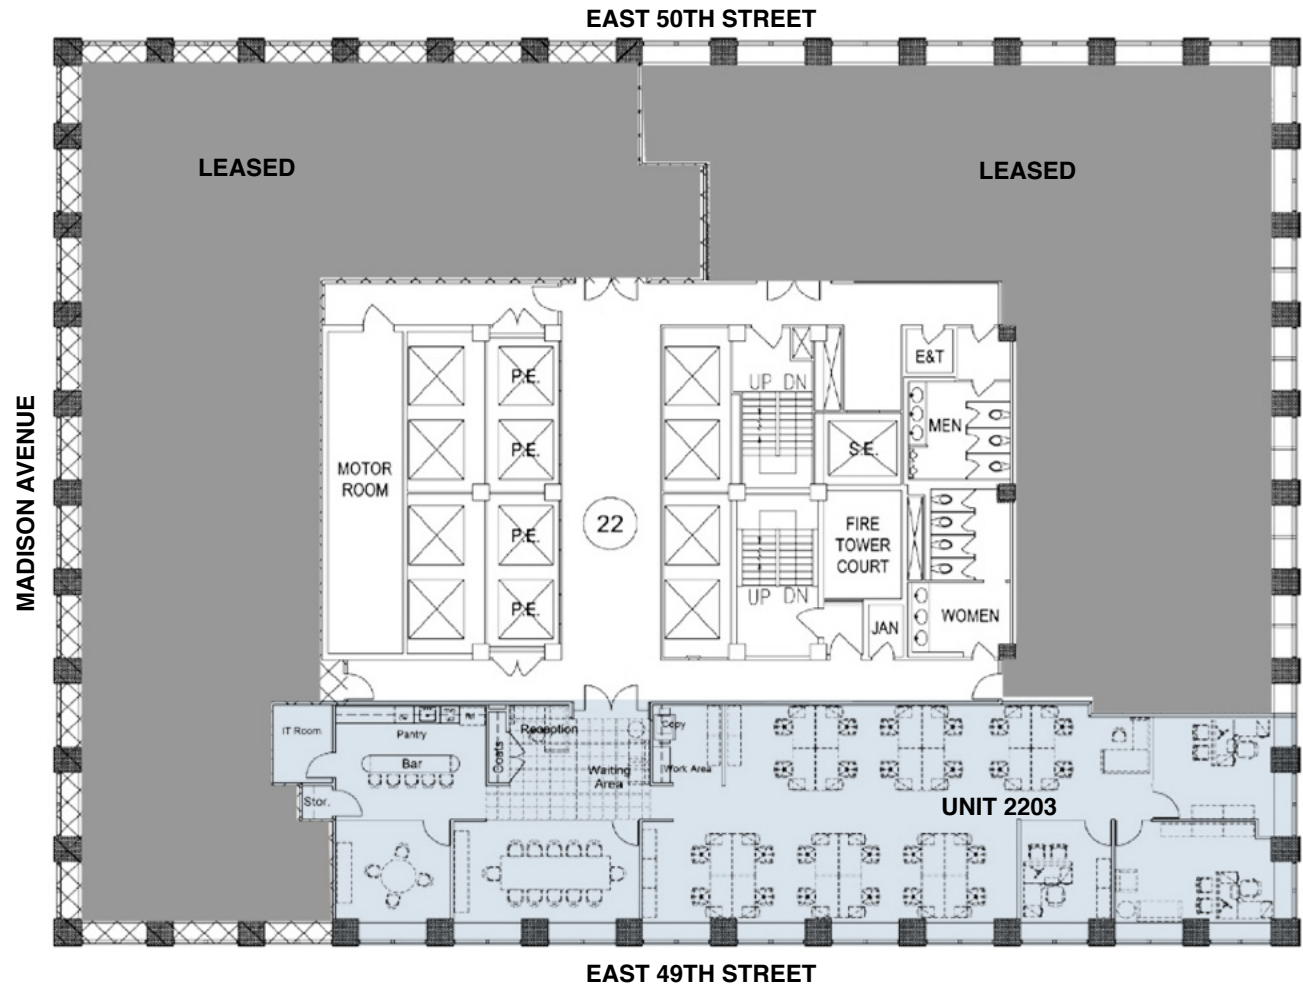 EAST 50TH STREET
LEASED
LEASED
MADISON AVENUE
MOTOR
ROOM
P.E.
P.E.
P.E.
P.E.
22
UP DN
UP DN
S.E.
FIRE
TOWER
COURT
E&T
MEN
WOMEN
JAN
IT Room
Pantry
Bar
Stor.
Coats
Reception
Waiting
Area
Copy
Work Area
UNIT 2203
EAST 49TH STREET